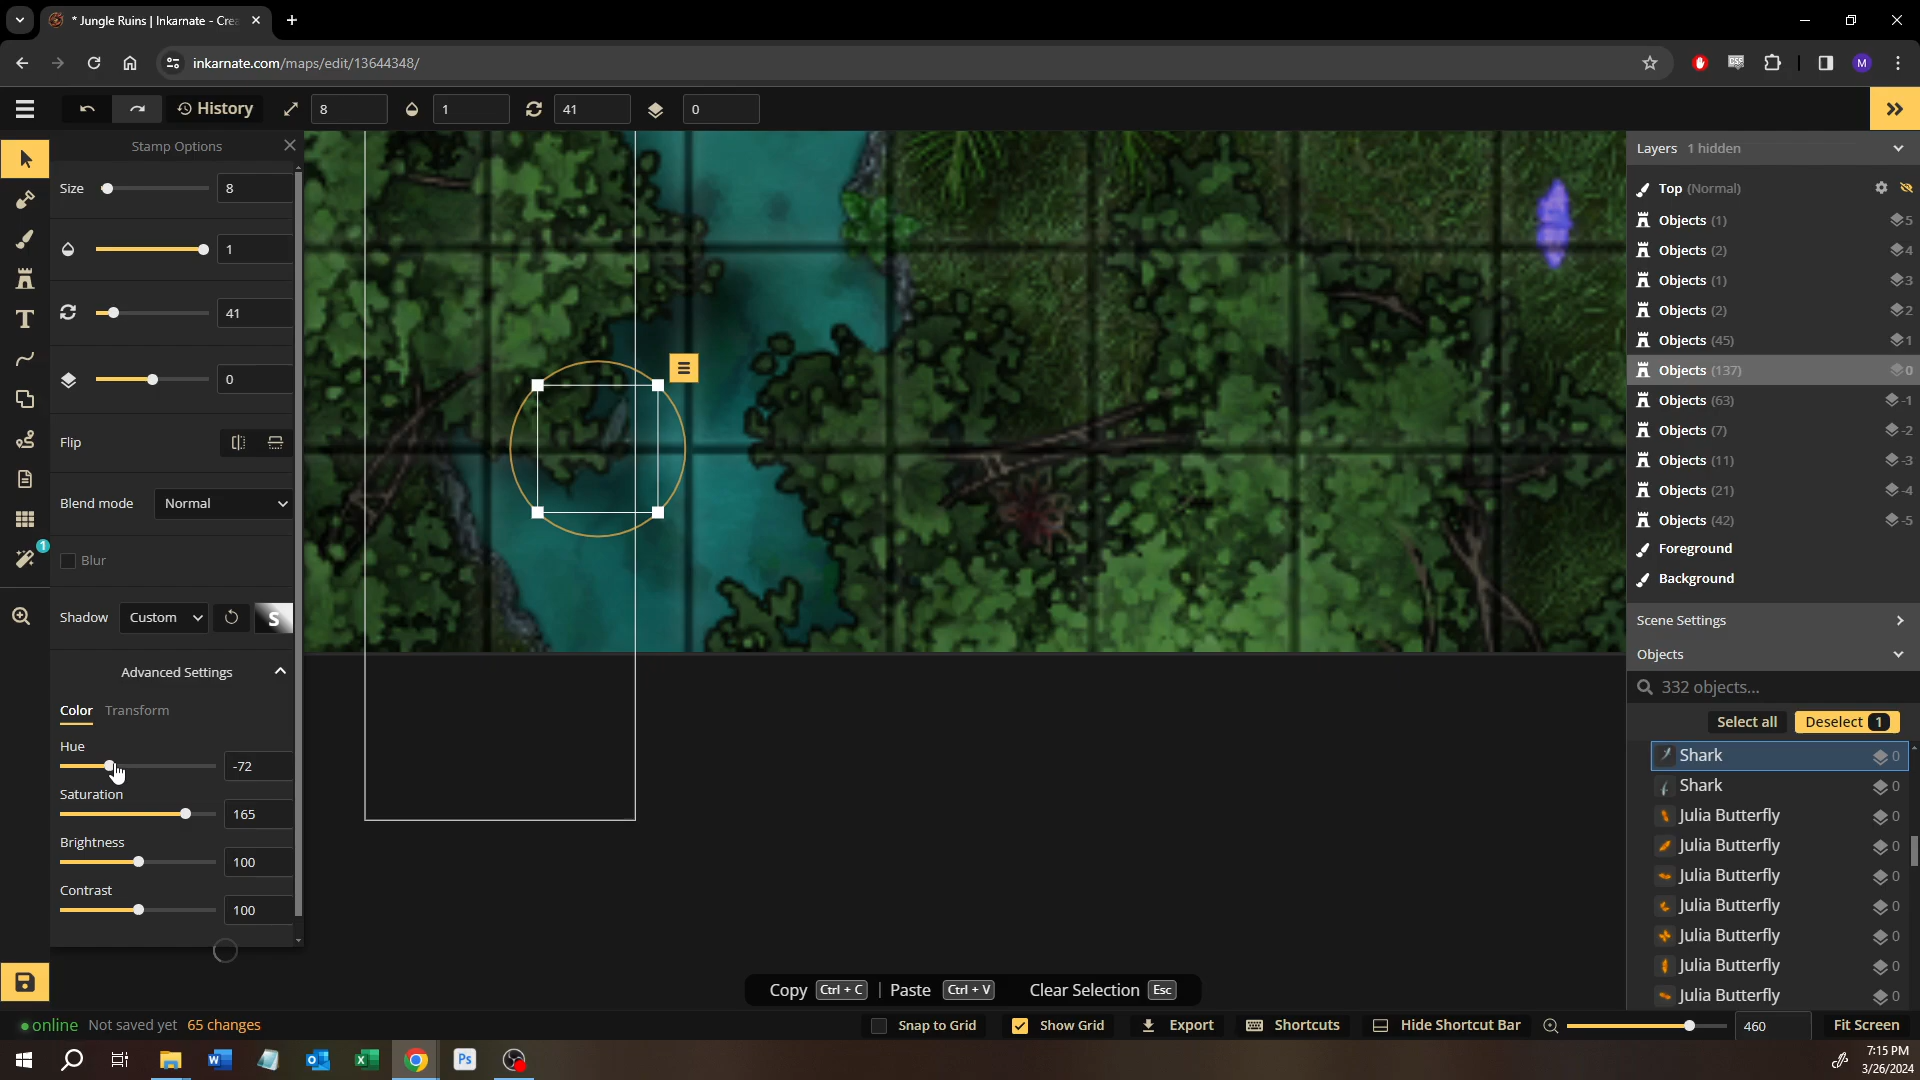 * Jungle Ruins | Inkarnate - Crea
inkarnate.com/maps/edit/13644348/
M
History
8
1
41
0
Stamp Options
Size
8
1
41
0
Flip
Blend mode
Normal
Blur
Shadow
Custom
S
Advanced Settings
Color
Transform
Hue
-72
Saturation
165
Brightness
100
Contrast
100
1
Layers 1 hidden
Top (Normal)
Objects (1) 5
Objects (2) 4
Objects (1) 3
Objects (2) 2
Objects (45) 1
Objects (137) 0
Objects (63) -1
Objects (7) -2
Objects (11) -3
Objects (21) -4
Objects (42) -5
Foreground
Background
Scene Settings
Objects
332 objects...
Select all
Deselect 1
Shark 0
Shark 0
Julia Butterfly 0
Julia Butterfly 0
Julia Butterfly 0
Julia Butterfly 0
Julia Butterfly 0
Julia Butterfly 0
Julia Butterfly 0
Copy Ctrl + C | Paste Ctrl + V Clear Selection Esc
online Not saved yet 65 changes
Snap to Grid
Show Grid
Export
Shortcuts
Hide Shortcut Bar
460
Fit Screen
7:15 PM
3/26/2024